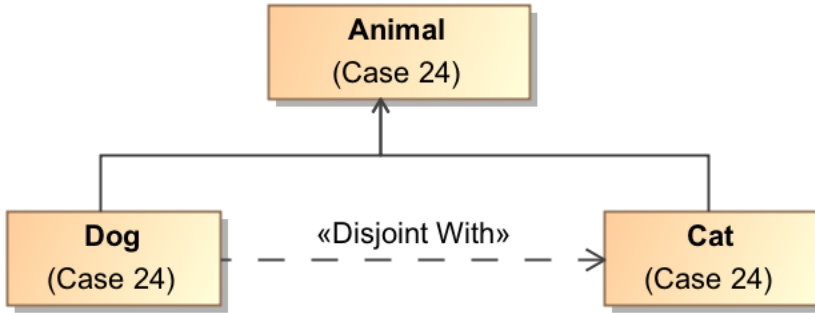 Animal
(Case 24)
«Disjoint With»
Dog
(Case 24)
Cat
(Case 24)